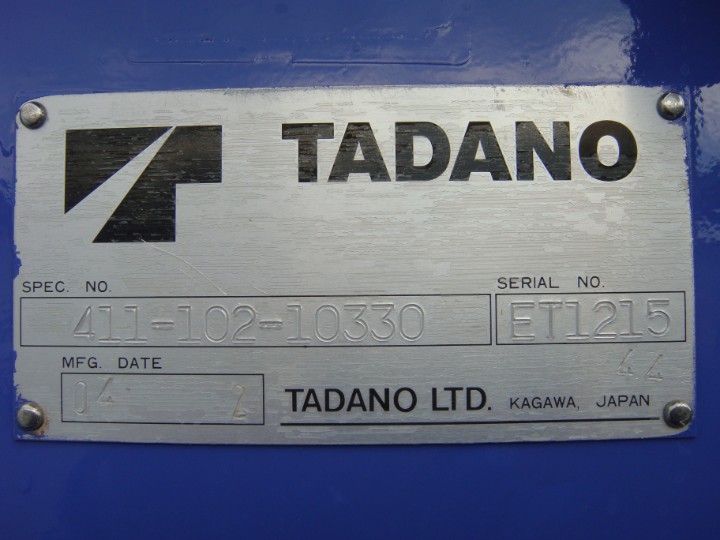 TADANO
SPEC. NO.
411-102-10330
SERIAL NO.
ET1215
44
MFG. DATE
04 2
TADANO LTD. KAGAWA, JAPAN